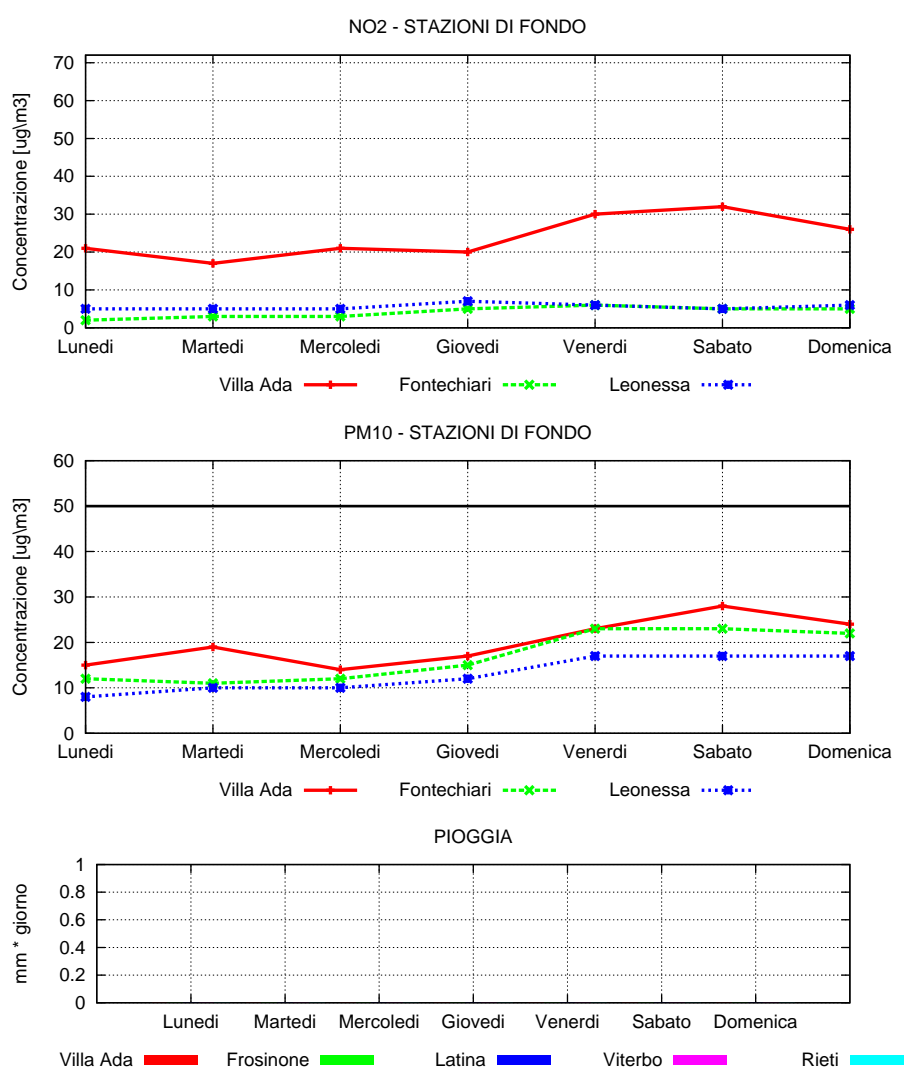 NO2 - STAZIONI DI FONDO
Concentrazione [ug\m3]
70
60
50
40
30
20
10
0
Lunedi Martedi Mercoledi Giovedi Venerdi Sabato Domenica
Villa Ada Fontechiari Leonessa
PM10 - STAZIONI DI FONDO
Concentrazione [ug\m3]
60
50
40
30
20
10
0
Lunedi Martedi Mercoledi Giovedi Venerdi Sabato Domenica
Villa Ada Fontechiari Leonessa
PIOGGIA
mm * giorno
1
0.8
0.6
0.4
0.2
0
Lunedi Martedi Mercoledi Giovedi Venerdi Sabato Domenica
Villa Ada Frosinone Latina Viterbo Rieti